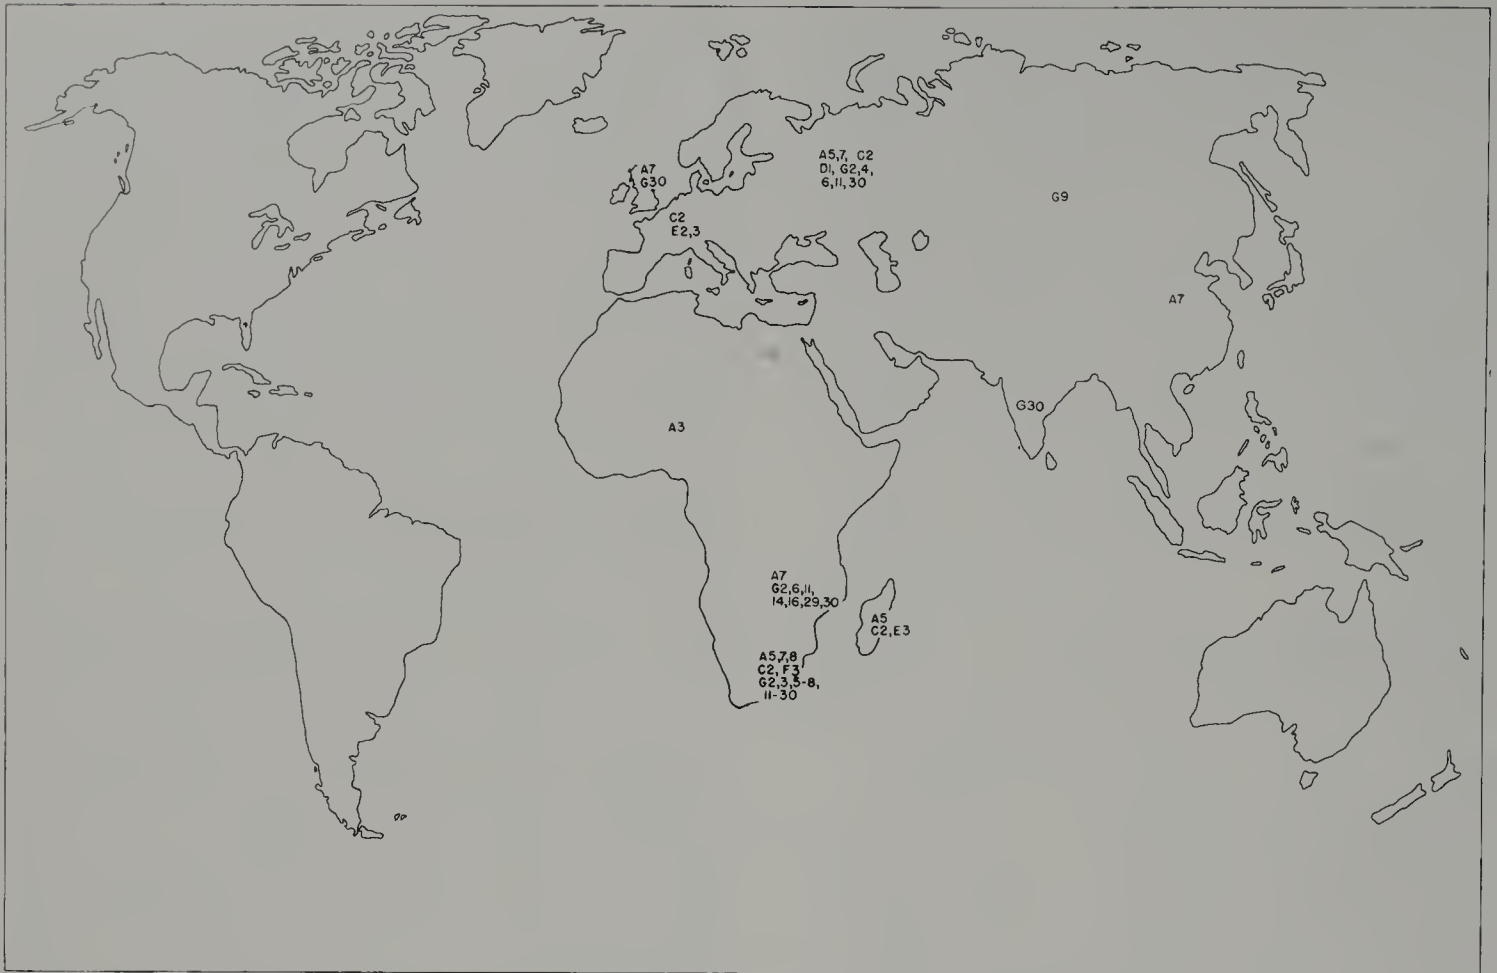 A7
G30
A5,7, C2
D1, G2,4,
6,11,30
G9
C2
E2,3
A7
G30
A3
A7
G2,6,11,
14,16,29,30
A5
C2,E3
A5,7,8
C2, F3
G2,3,5-8,
11-30